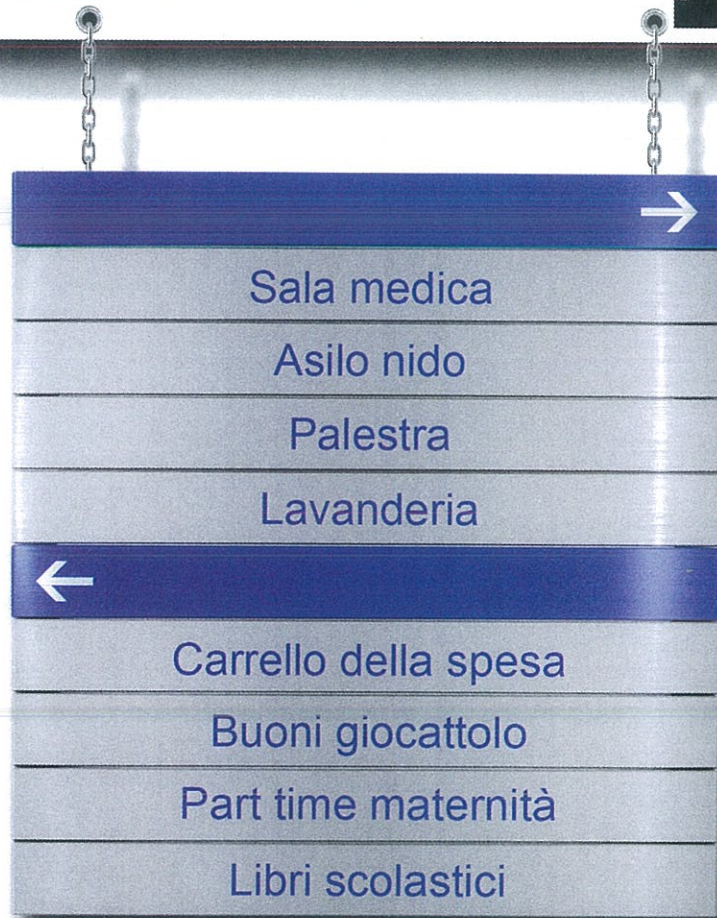 Sala medica
Asilo nido
Palestra
Lavanderia
Carrello della spesa
Buoni giocattolo
Part time maternità
Libri scolastici